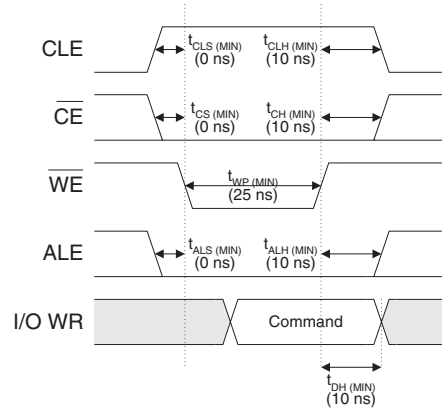 CLE
tCLS (MIN)
(0 ns)
tCLH (MIN)
(10 ns)
CE
tCS (MIN)
(0 ns)
tCH (MIN)
(10 ns)
WE
tWP (MIN)
(25 ns)
ALE
tALS (MIN)
(0 ns)
tALH (MIN)
(10 ns)
I/O WR
Command
tDH (MIN)
(10 ns)